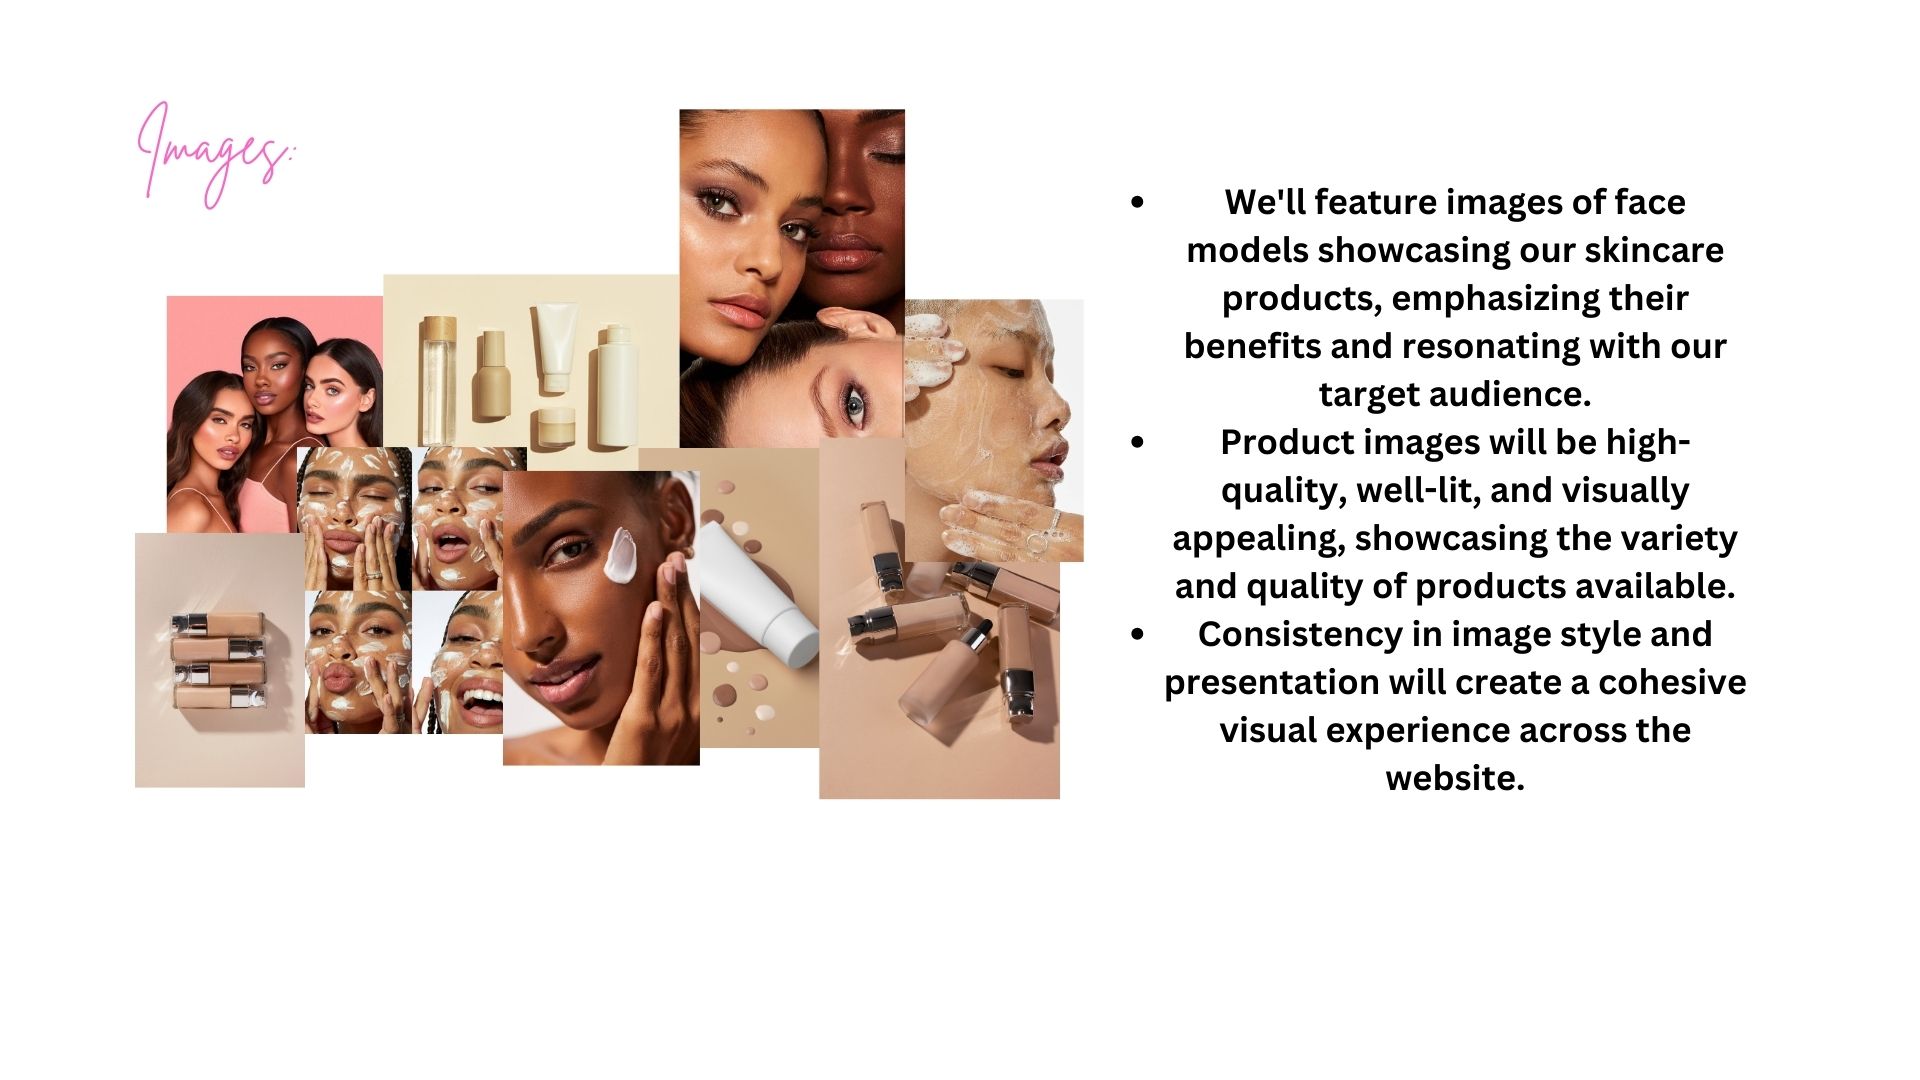 Images:
• We'll feature images of face
models showcasing our skincare
products, emphasizing their
benefits and resonating with our
target audience.
• Product images will be high-
quality, well-lit, and visually
appealing, showcasing the variety
and quality of products available.
• Consistency in image style and
presentation will create a cohesive
visual experience across the
website.